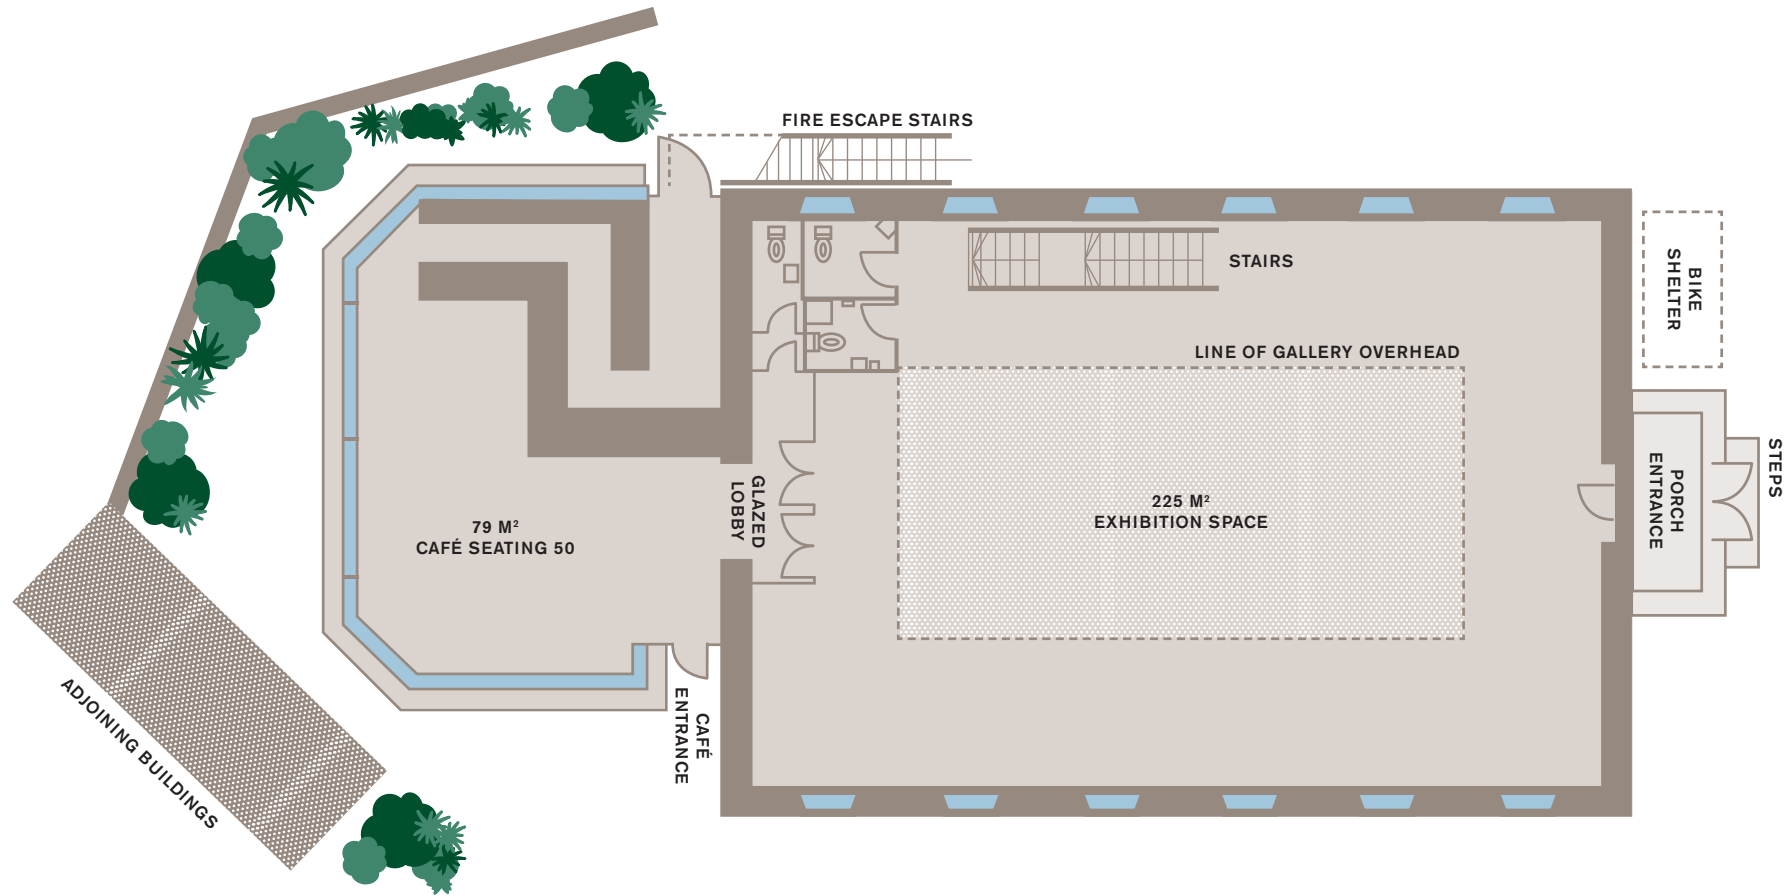 FIRE ESCAPE STAIRS
STAIRS
BIKE
SHELTER
LINE OF GALLERY OVERHEAD
STEPS
PORCH
ENTRANCE
GLAZED
LOBBY
225 M²
EXHIBITION SPACE
79 M²
CAFÉ SEATING 50
CAFÉ
ENTRANCE
ADJOINING BUILDINGS